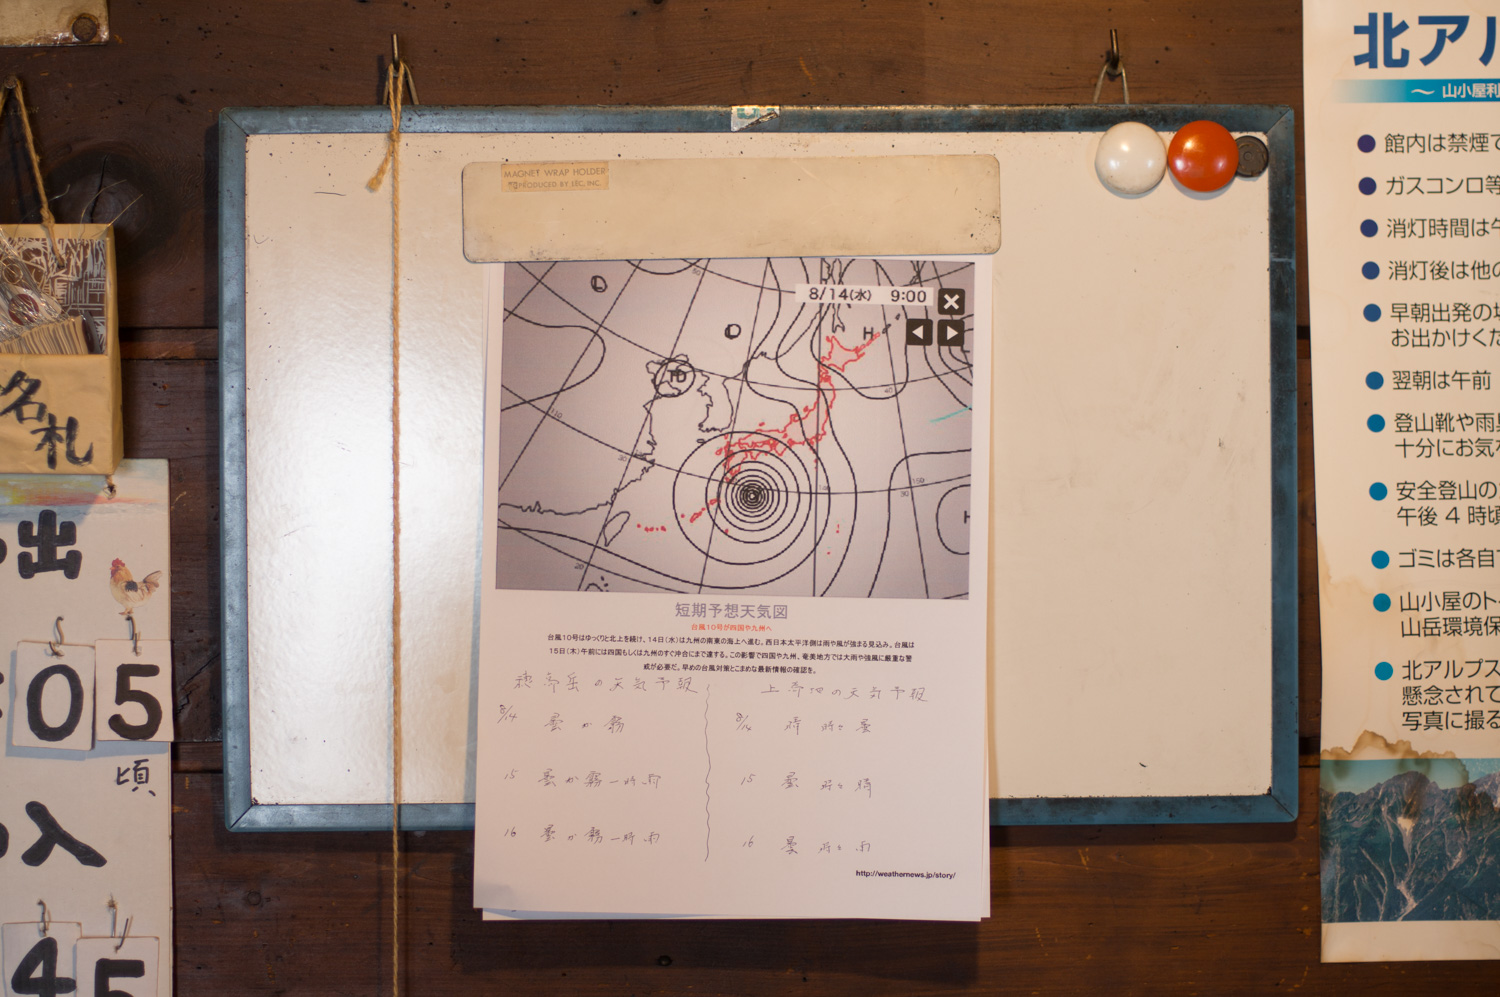 MAGNET WRAP HOLDER
PRODUCED BY LEC, INC.
8/14(水) 9:00
L
H
TD
H
短期予想天気図
台風10号が四国や九州へ
台風10号はゆっくりと北上を続け、14日(水)は九州の南東の海上へ進む。西日本太平洋側は雨や風が強まる見込み。台風は
15日(木)午前には四国もしくは九州のすぐ沖合にまで達する。この影響で四国や九州、奄美地方では大雨や強風に厳重な警
戒が必要だ。早めの台風対策とこまめな最新情報の確認を。
穂高岳の天気予報
8/14 曇か霧
15 曇か霧一時雨
16 曇か霧一時雨
上高地の天気予報
8/14 晴時々曇
15 曇時々晴
16 曇時々雨
http://weathernews.jp/story/
名札
出
05
頃
入
45
北アル
〜 山小屋利
館内は禁煙で
ガスコンロ等
消灯時間は午
消灯後は他の
早朝出発の
お出かけくだ
翌朝は午前
登山靴や雨具
十分にお気
安全登山の
午後 4 時頃
ゴミは各自
山小屋のト
山岳環境保
北アルプス
懸念されて
写真に撮る